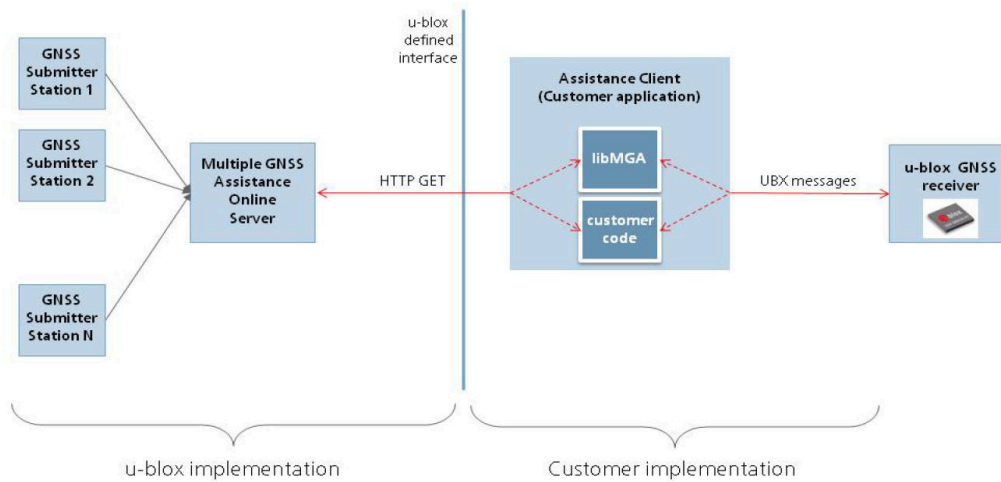 GNSS
Submitter
Station 1
GNSS
Submitter
Station 2
GNSS
Submitter
Station N
Multiple GNSS
Assistance
Online
Server
HTTP GET
u-blox
defined
interface
Assistance Client
(Customer application)
libMGA
customer
code
UBX messages
u-blox GNSS
receiver
u-blox implementation
Customer implementation